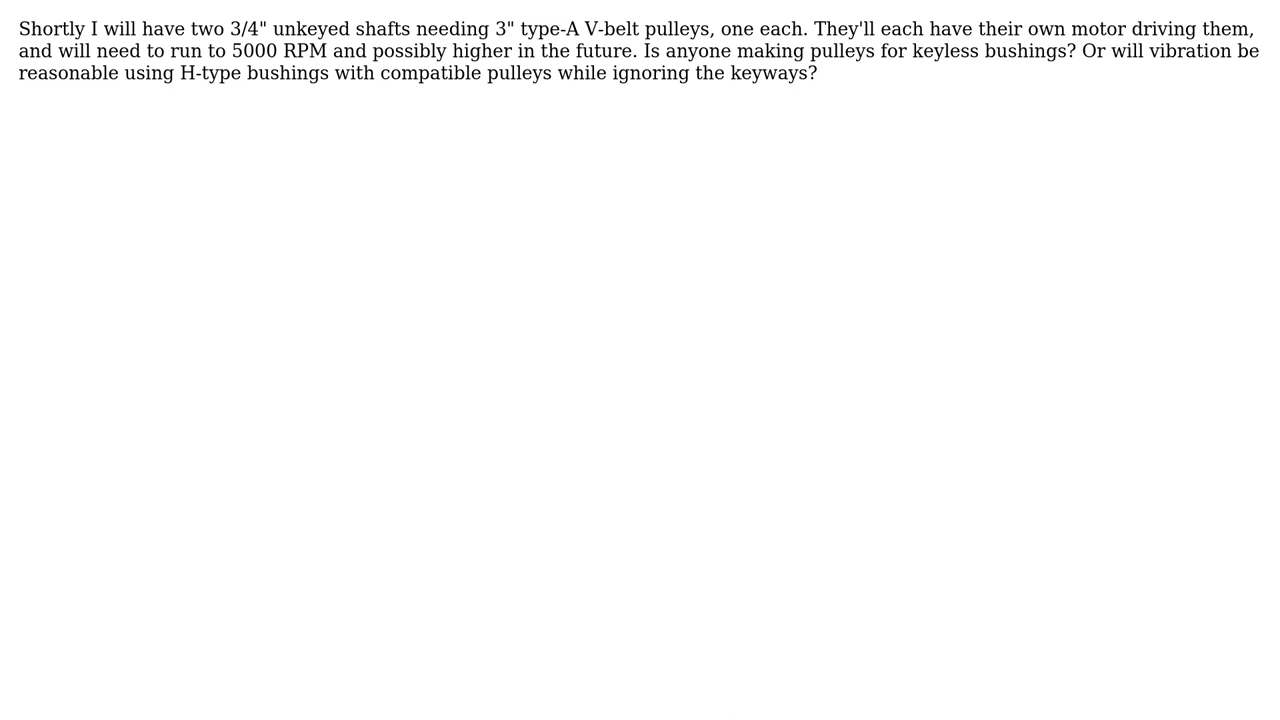 Shortly I will have two 3/4" unkeyed shafts needing 3" type-A V-belt pulleys, one each. They'll each have their own motor driving them,
and will need to run to 5000 RPM and possibly higher in the future. Is anyone making pulleys for keyless bushings? Or will vibration be
reasonable using H-type bushings with compatible pulleys while ignoring the keyways?